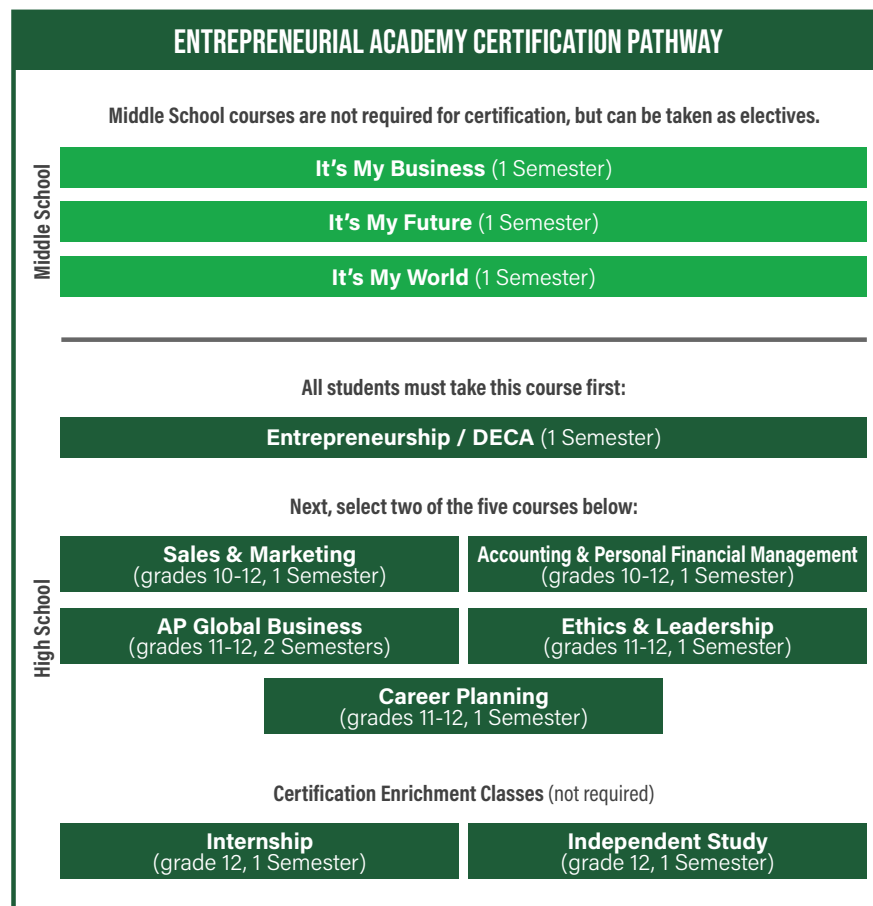 ENTREPRENEURIAL ACADEMY CERTIFICATION PATHWAY
Middle School courses are not required for certification, but can be taken as electives.
Middle School
It's My Business (1 Semester)
It's My Future (1 Semester)
It's My World (1 Semester)
All students must take this course first:
Entrepreneurship / DECA (1 Semester)
Next, select two of the five courses below:
High School
Sales & Marketing
(grades 10-12, 1 Semester)
Accounting & Personal Financial Management
(grades 10-12, 1 Semester)
AP Global Business
(grades 11-12, 2 Semesters)
Ethics & Leadership
(grades 11-12, 1 Semester)
Career Planning
(grades 11-12, 1 Semester)
Certification Enrichment Classes (not required)
Internship
(grade 12, 1 Semester)
Independent Study
(grade 12, 1 Semester)